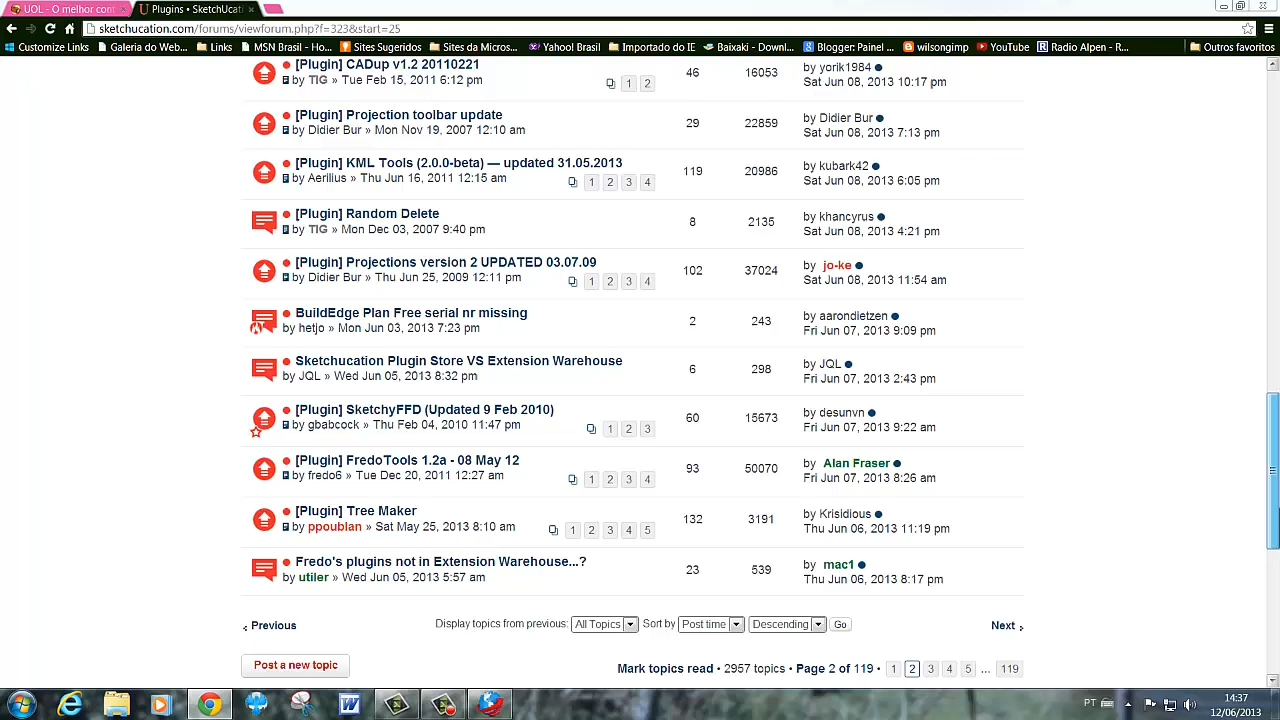 UOL - O melhor cont
Plugins • SketchUcation
sketchucation.com/forums/viewforum.php?f=323&start=25
Customize Links
Galeria do Web...
Links
MSN Brasil - Ho...
Sites Sugeridos
Sites da Micros...
Yahool Brasil
Importado do IE
Baixaki - Downl...
Blogger: Painel ...
wilsongimp
YouTube
Radio Alpen - R...
Outros favoritos
[Plugin] CADup v1.2 20110221
by TIG » Tue Feb 15, 2011 6:12 pm
1 2
46
16053
by yorik1984
Sat Jun 08, 2013 10:17 pm
[Plugin] Projection toolbar update
by Didier Bur » Mon Nov 19, 2007 12:10 am
29
22859
by Didier Bur
Sat Jun 08, 2013 7:13 pm
[Plugin] KML Tools (2.0.0-beta) — updated 31.05.2013
by Aerilius » Thu Jun 16, 2011 12:15 am
1 2 3 4
119
20986
by kubark42
Sat Jun 08, 2013 6:05 pm
[Plugin] Random Delete
by TIG » Mon Dec 03, 2007 9:40 pm
8
2135
by khancyrus
Sat Jun 08, 2013 4:21 pm
[Plugin] Projections version 2 UPDATED 03.07.09
by Didier Bur » Thu Jun 25, 2009 12:11 pm
1 2 3 4
102
37024
by jo-ke
Sat Jun 08, 2013 11:54 am
BuildEdge Plan Free serial nr missing
by hetjo » Mon Jun 03, 2013 7:23 pm
2
243
by aarondietzen
Fri Jun 07, 2013 9:09 pm
Sketchucation Plugin Store VS Extension Warehouse
by JQL » Wed Jun 05, 2013 8:32 pm
6
298
by JQL
Fri Jun 07, 2013 2:43 pm
[Plugin] SketchyFFD (Updated 9 Feb 2010)
by gbabcock » Thu Feb 04, 2010 11:47 pm
1 2 3
60
15673
by desunvn
Fri Jun 07, 2013 9:22 am
[Plugin] FredoTools 1.2a - 08 May 12
by fredo6 » Tue Dec 20, 2011 12:27 am
1 2 3 4
93
50070
by Alan Fraser
Fri Jun 07, 2013 8:26 am
[Plugin] Tree Maker
by ppoublan » Sat May 25, 2013 8:10 am
1 2 3 4 5
132
3191
by Krisidious
Thu Jun 06, 2013 11:19 pm
Fredo's plugins not in Extension Warehouse...?
by utiler » Wed Jun 05, 2013 5:57 am
23
539
by mac1
Thu Jun 06, 2013 8:17 pm
Previous
Display topics from previous: All Topics Sort by Post time Descending Go
Next
Post a new topic
Mark topics read • 2957 topics • Page 2 of 119 • 1 2 3 4 5 ... 119
PT
14:37
12/06/2013